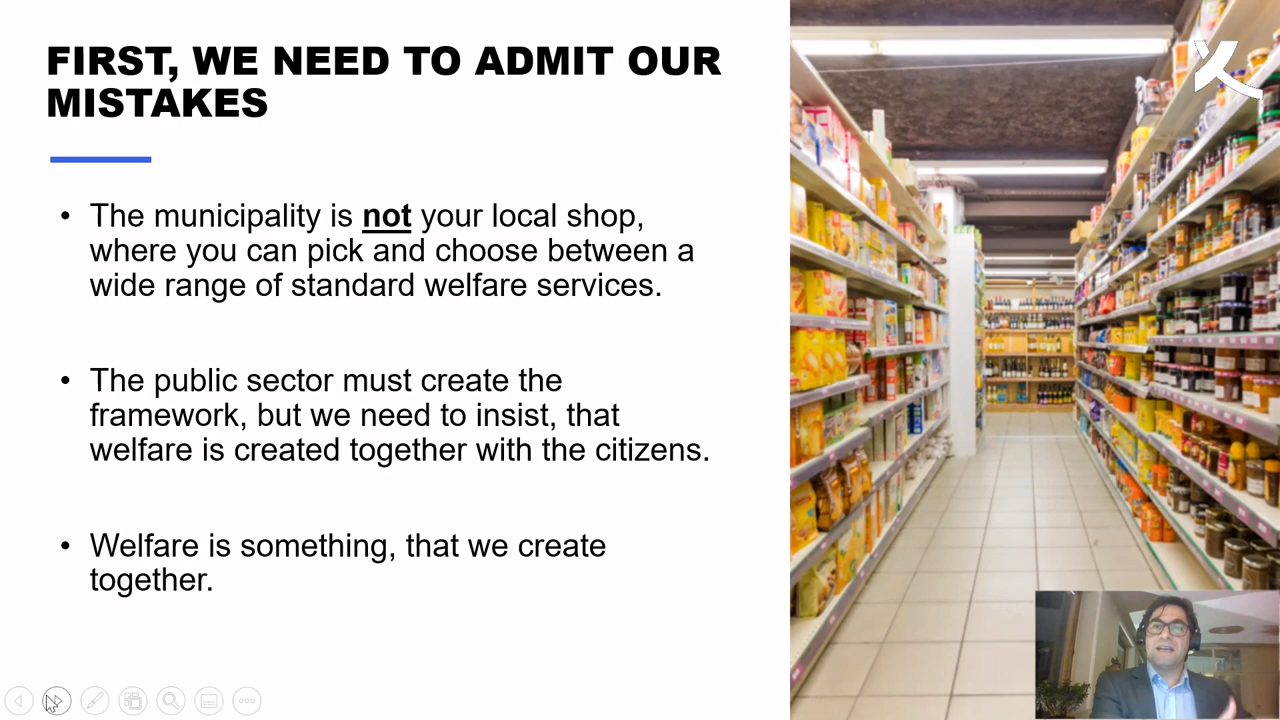 FIRST, WE NEED TO ADMIT OUR
MISTAKES
• The municipality is not your local shop,
where you can pick and choose between a
wide range of standard welfare services.
• The public sector must create the
framework, but we need to insist, that
welfare is created together with the citizens.
• Welfare is something, that we create
together.